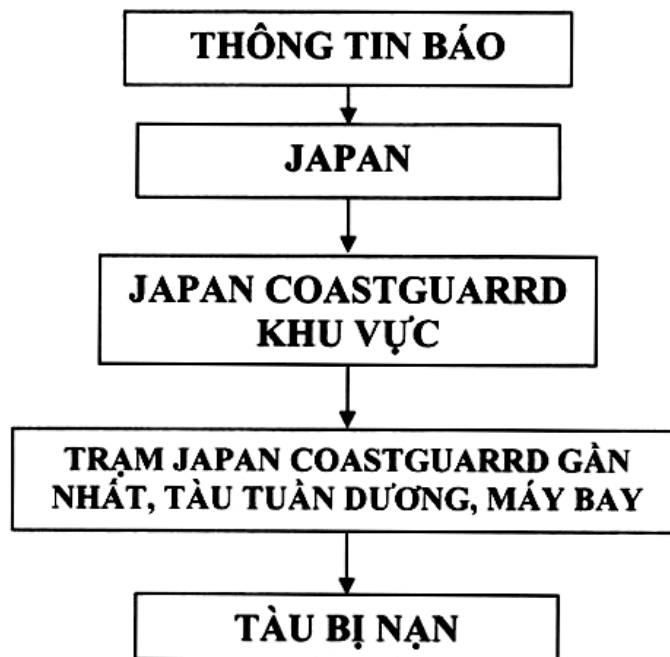 THÔNG TIN BÁO
JAPAN
JAPAN COASTGUARRD
KHU VỰC
TRẠM JAPAN COASTGUARRD GẦN
NHẤT, TÀU TUẦN DƯƠNG, MÁY BAY
TÀU BỊ NẠN